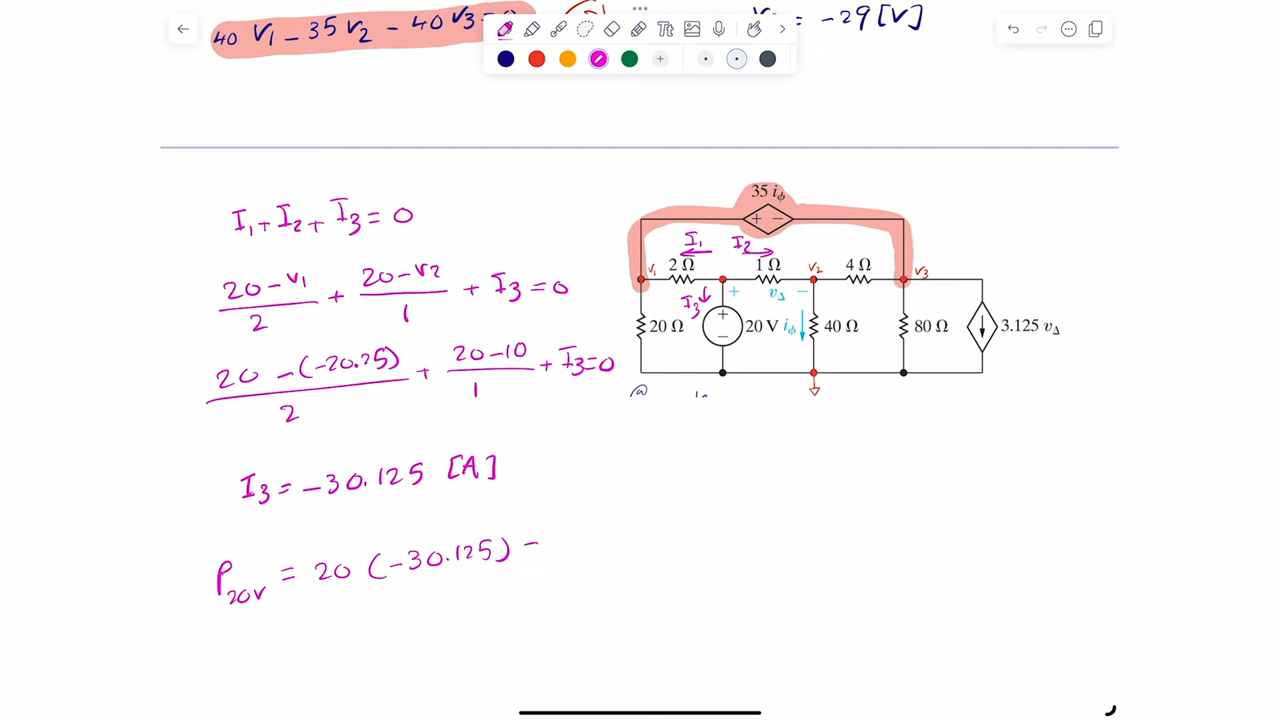 40 V1 - 35 V2 - 40 V3 = 0
= -29 [V]
I1 + I2 + I3 = 0
20 - V1 / 2 + 20 - V2 / 1 + I3 = 0
20 - (-20.25) / 2 + 20 - 10 / 1 + I3 = 0
I3 = -30.125 [A]
P20V = 20 (-30.125) -
35 iϕ
+ -
I1 I2
V1 2 Ω 1 Ω V2 4 Ω V3
I3 + vΔ -
20 Ω + - 20 V iϕ 40 Ω 80 Ω 3.125 vΔ
@